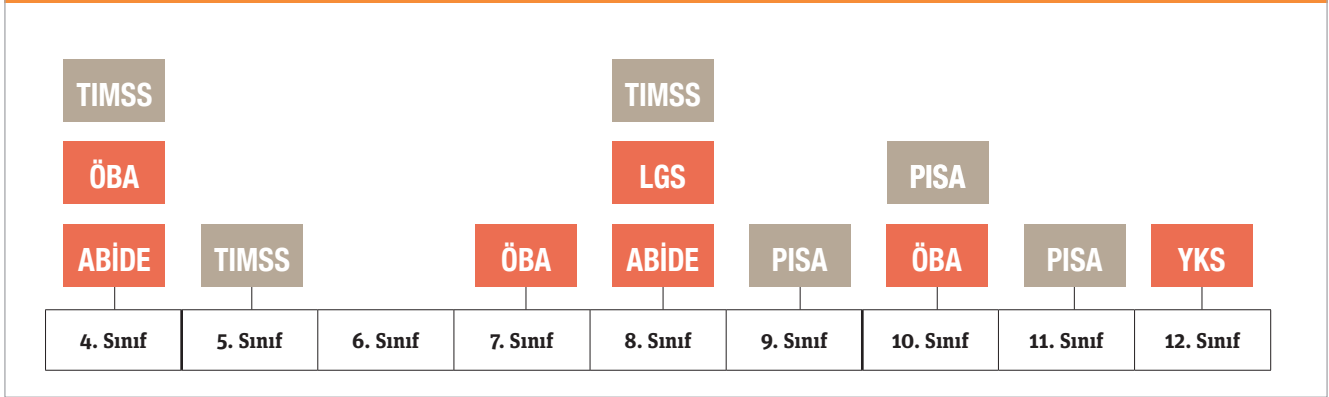 TIMSS TIMSS
ÖBA LGS PISA
ABİDE TIMSS ÖBA ABİDE PISA ÖBA PISA YKS
4. Sınıf 5. Sınıf 6. Sınıf 7. Sınıf 8. Sınıf 9. Sınıf 10. Sınıf 11. Sınıf 12. Sınıf